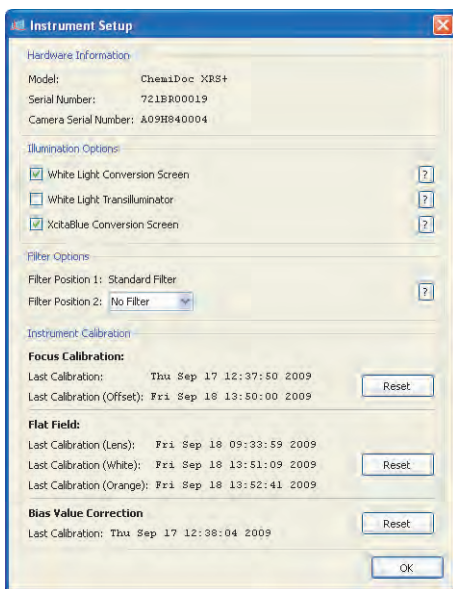 Instrument Setup
Hardware Information
Model: ChemiDoc XRS+
Serial Number: 721BR00019
Camera Serial Number: A09H840004
Illumination Options
White Light Conversion Screen ?
White Light Transilluminator ?
XcitaBlue Conversion Screen ?
Filter Options
Filter Position 1: Standard Filter
?
Filter Position 2: No Filter
Instrument Calibration
Focus Calibration:
Last Calibration: Thu Sep 17 12:37:50 2009
Reset
Last Calibration (Offset): Fri Sep 18 13:50:00 2009
Flat Field:
Last Calibration (Lens): Fri Sep 18 09:33:59 2009
Last Calibration (White): Fri Sep 18 13:51:09 2009 Reset
Last Calibration (Orange): Fri Sep 18 13:52:41 2009
Bias Value Correction
Reset
Last Calibration: Thu Sep 17 12:38:04 2009
OK